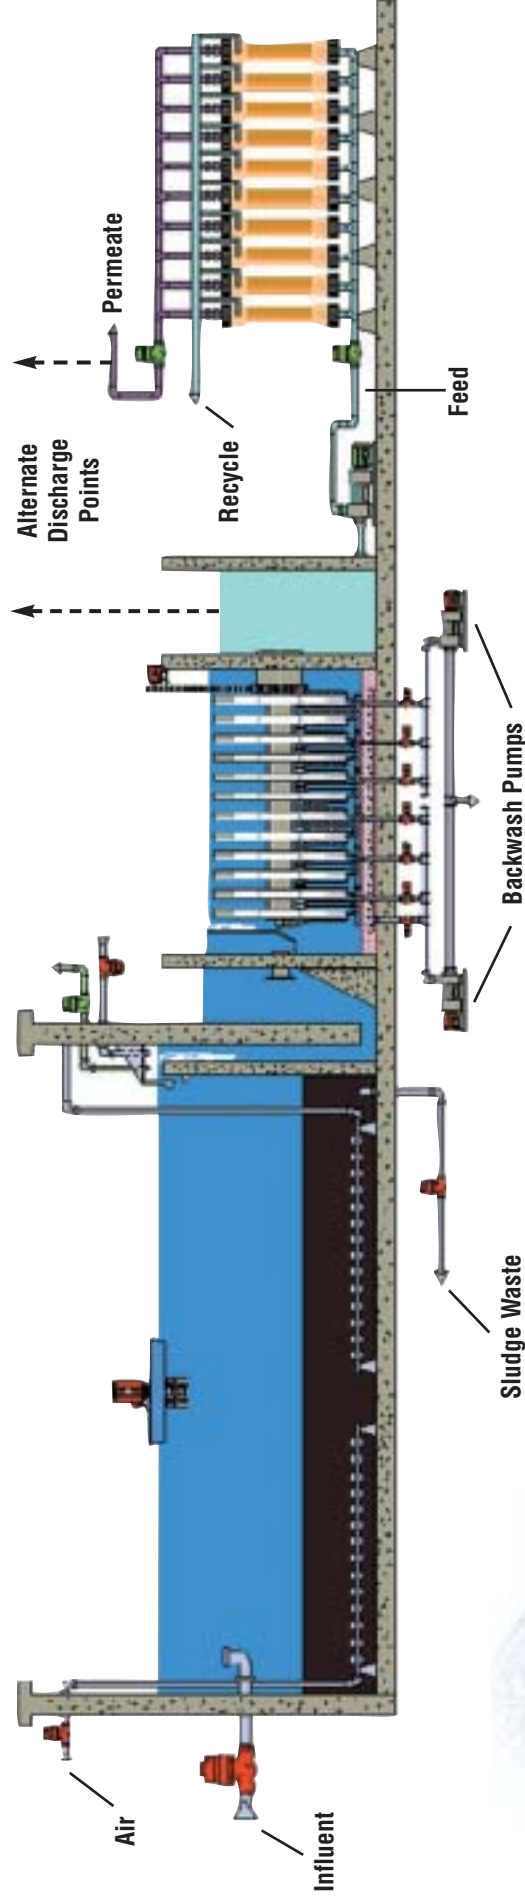 Air
Influent
Sludge Waste
Backwash Pumps
Alternate
Discharge
Points
Recycle
Permeate
Feed